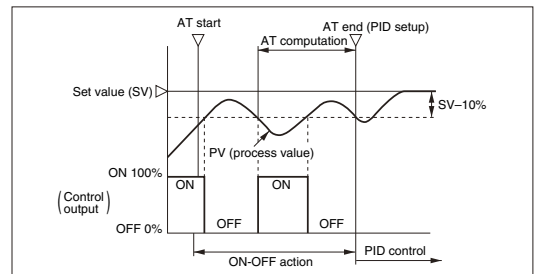 AT start
AT end (PID setup)
AT computation
Set value (SV)
SV–10%
PV (process value)
ON 100%
ON
ON
(Control output)
OFF
OFF
OFF 0%
PID control
ON-OFF action